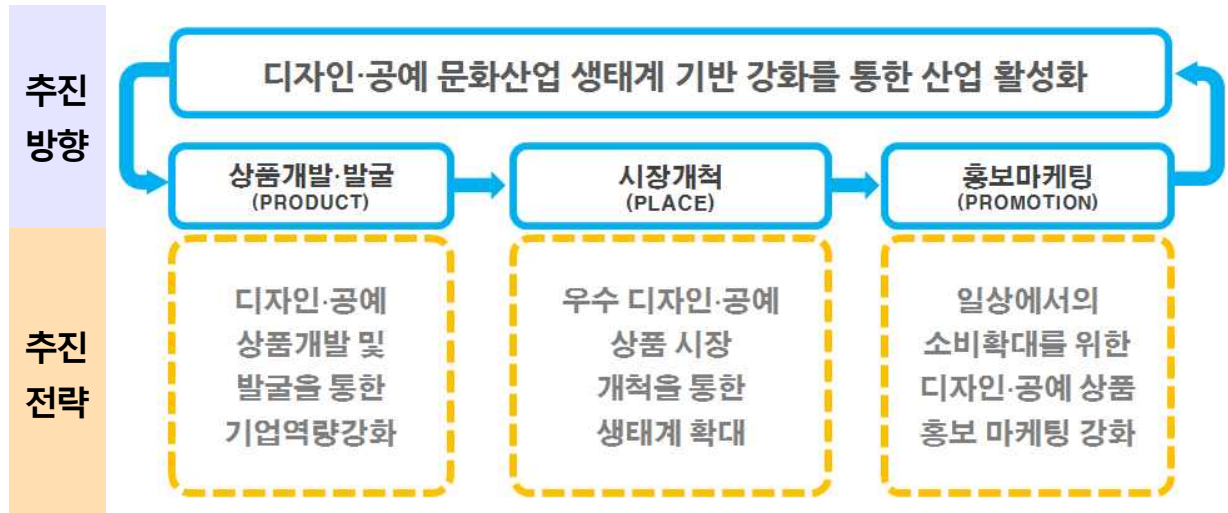 추진
방향
디자인·공예 문화산업 생태계 기반 강화를 통한 산업 활성화
상품개발·발굴
(PRODUCT)
시장개척
(PLACE)
홍보마케팅
(PROMOTION)
추진
전략
디자인·공예
상품개발 및
발굴을 통한
기업역량강화
우수 디자인·공예
상품 시장
개척을 통한
생태계 확대
일상에서의
소비확대를 위한
디자인·공예 상품
홍보 마케팅 강화